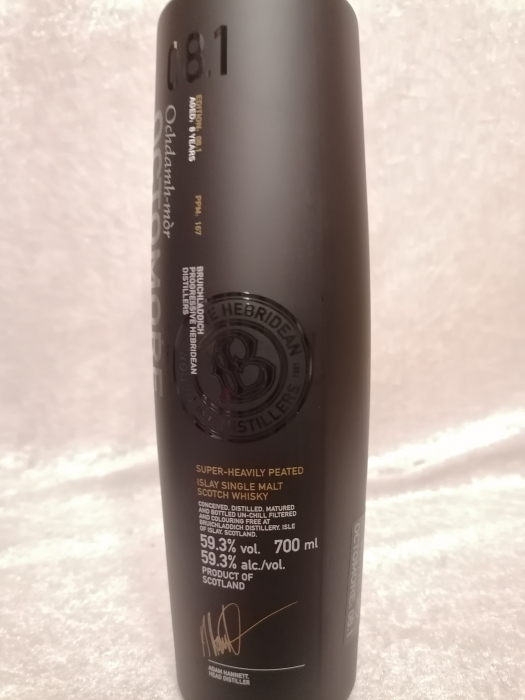 08.1
EDITION: 08.1
AGED: 8 YEARS
PPM: 167
Ochdamh-mòr
OCTOMORE
BRUICHLADDICH
PROGRESSIVE HEBRIDEAN
DISTILLERS
HEBRIDEAN
DISTILLERS
B
SUPER-HEAVILY PEATED
ISLAY SINGLE MALT
SCOTCH WHISKY
CONCEIVED, DISTILLED, MATURED
AND BOTTLED UN-CHILL FILTERED
AND COLOURING FREE AT
BRUICHLADDICH DISTILLERY, ISLE
OF ISLAY, SCOTLAND.
59.3% vol. 700 ml
59.3% alc./vol.
PRODUCT OF
SCOTLAND
ADAM HANNETT,
HEAD DISTILLER
OCTOMORE 08.1